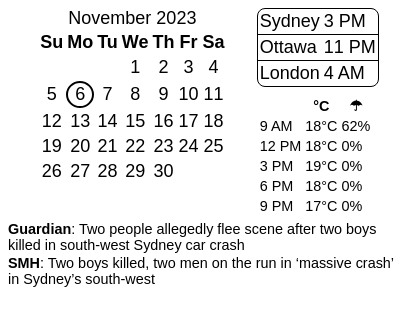 November 2023
Su Mo Tu We Th Fr Sa
1 2 3 4
5 6 7 8 9 10 11
12 13 14 15 16 17 18
19 20 21 22 23 24 25
26 27 28 29 30
Sydney 3 PM
Ottawa 11 PM
London 4 AM
°C ☂
9 AM 18°C 62%
12 PM 18°C 0%
3 PM 19°C 0%
6 PM 18°C 0%
9 PM 17°C 0%
Guardian: Two people allegedly flee scene after two boys
killed in south-west Sydney car crash
SMH: Two boys killed, two men on the run in ‘massive crash’
in Sydney’s south-west